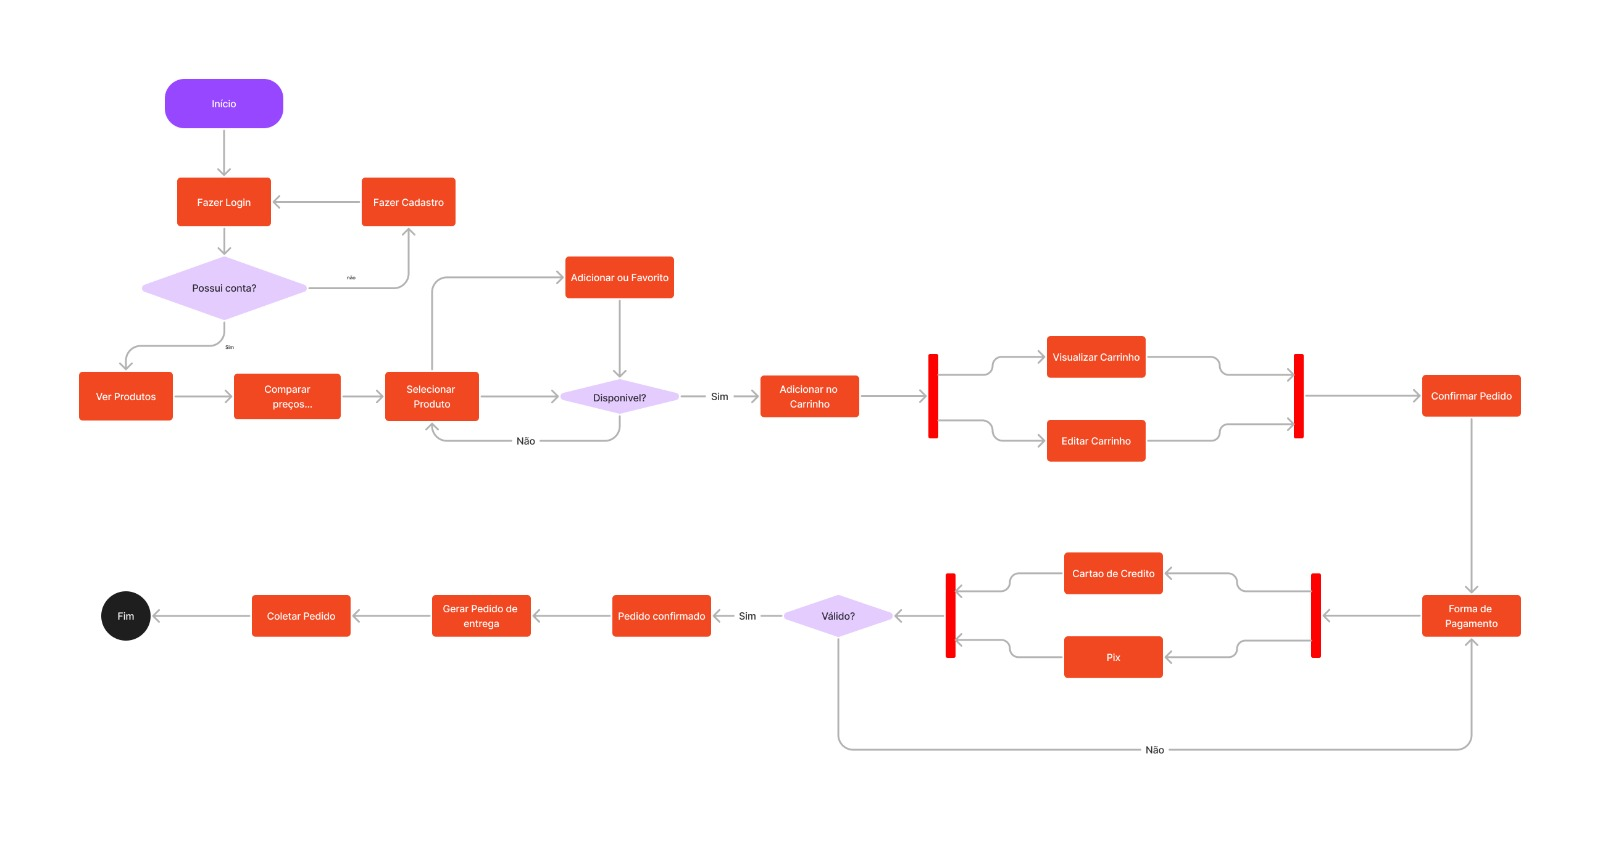 Início
Fazer Login
Fazer Cadastro
Possui conta?
não
Sim
Adicionar ou Favorito
Ver Produtos
Comparar
preços...
Selecionar
Produto
Disponivel?
Não
Sim
Adicionar no
Carrinho
Visualizar Carrinho
Editar Carrinho
Confirmar Pedido
Forma de
Pagamento
Cartao de Credito
Pix
Válido?
Não
Sim
Pedido confirmado
Gerar Pedido de
entrega
Coletar Pedido
Fim